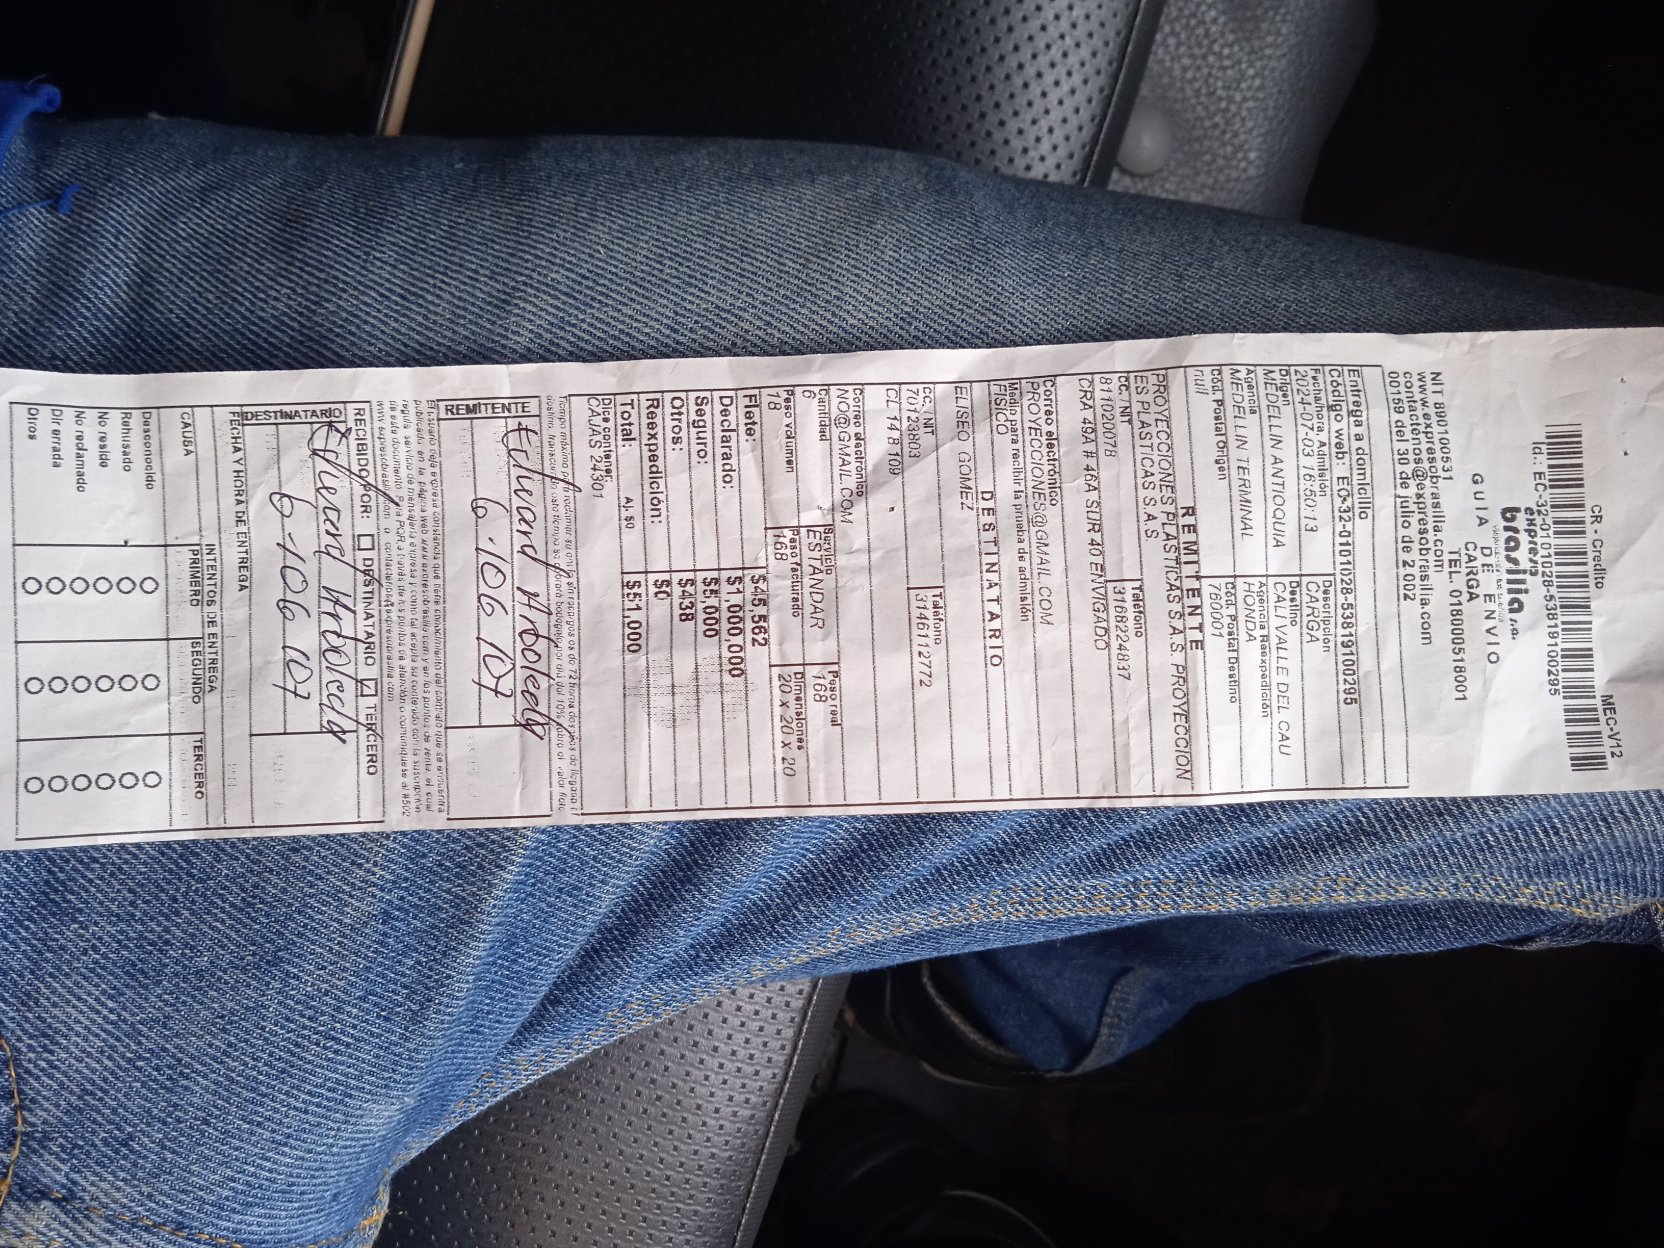 CR - Credito
MEC-V12
Id.: EC-32-0101028-538191100295
expreso
brasilia s.a.
GUIA DE ENVIO
CARGA
NIT 890100531
TEL. 018000518001
www.expresobrasilia.com
contactenos@expresobrasilia.com
00159 del 30 de julio de 2 002
Entrega a domicilio
Código web: EC-32-0101028-538191100295
Fecha/hora, Admisión Descripción
2024-07-03 16:50:13 CARGA
Origen Destino
MEDELLIN ANTIOQUIA CALI VALLE DEL CAU
Agencia Agencia Reexpedición
MEDELLIN TERMINAL HONDA
Cód. Postal Origen Cód. Postal Destino
null 760001
REMITENTE
PROYECCIONES PLASTICAS S.A.S. PROYECCION
ES PLASTICAS S.A.S.
CC. / NIT Teléfono
811020078 3168224837
CRA 49A # 46A SUR 40 ENVIGADO
Correo electrónico
PROYECCIONES@GMAIL.COM
Medio para recibir la prueba de admisión
FISICO
DESTINATARIO
ELISEO GOMEZ
CC. / NIT Teléfono
70123803 3146112772
CL 14 8 109
Correo electrónico
NO@GMAIL.COM
Cantidad Servicio Peso real
6 ESTANDAR 168
Peso volumen Peso facturado Dimensiones
18 168 20 x 20 x 20
Flete: $45,562
Declarado: $1,000,000
Seguro: $5,000
Otros: $438
Reexpedición: $0
Total: Aj. $0 $51,000
Dice contener:
CAJAS 24301
REMITENTE
Edward Arboleda
6-106 107
RECIBIDO POR: DESTINATARIO TERCERO
DESTINATARIO
Edward Arboleda
6-106 107
FECHA Y HORA DE ENTREGA
INTENTOS DE ENTREGA
CAUSA PRIMERO SEGUNDO TERCERO
Desconocido
Rehusado
No reside
No reclamado
Dir errada
Otros